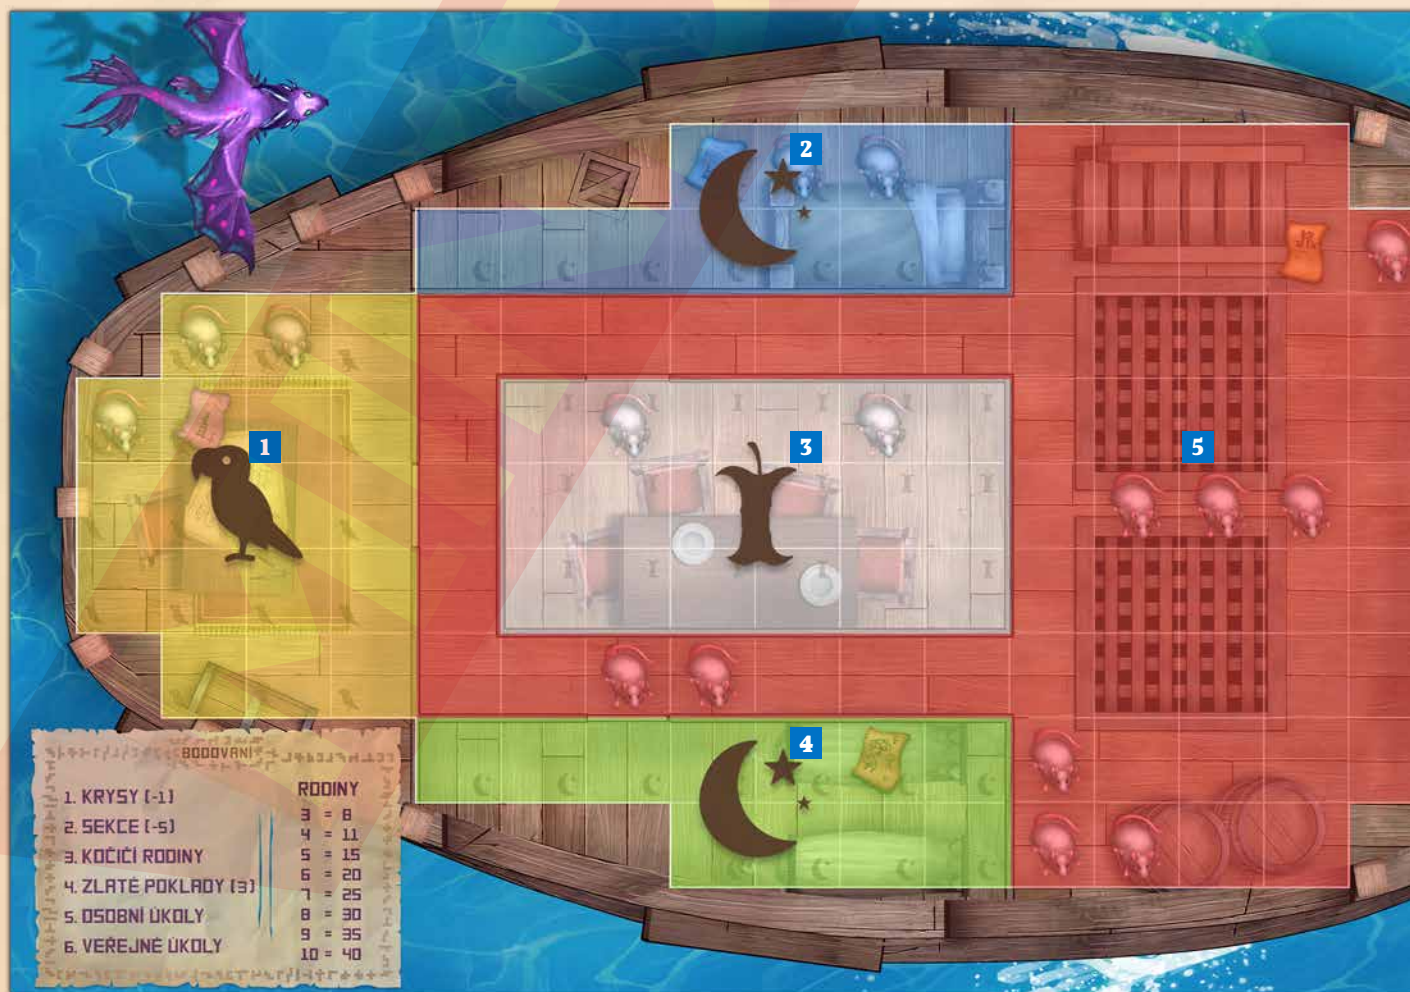 2
1
3
5
4
BODOVANÍ
1. KRYSY (-1)
2. SEKCE (-5)
3. KOČIČÍ RODINY
4. ZLATÉ POKLADY (3)
5. OSOBNÍ ÚKOLY
6. VEŘEJNÉ ÚKOLY
RODINY
3 = 8
4 = 11
5 = 15
6 = 20
7 = 25
8 = 30
9 = 35
10 = 40